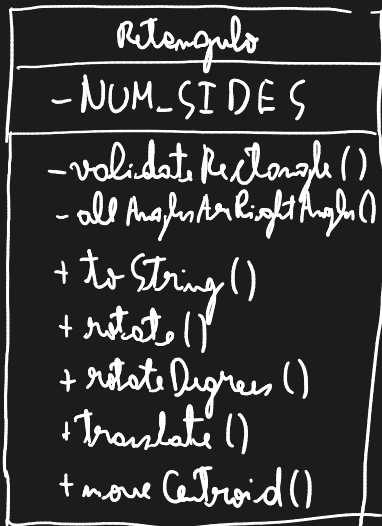 Retangulo
- NUM_SIDES
- validateRectangle()
- allAnglesAreRightAngles()
+ toString()
+ rotate()
+ rotateDegrees()
+ translate()
+ moveCentroid()